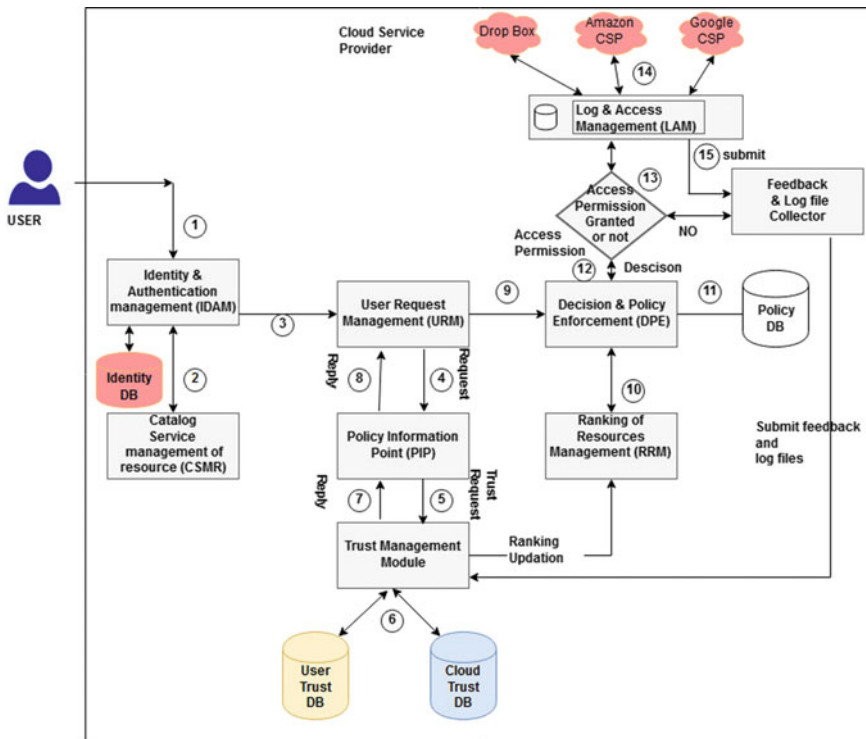 Cloud Service
Provider
Drop Box
Amazon
CSP
Google
CSP
14
Log & Access
Management (LAM)
15 submit
13
Access
Permission
Granted
or not
Feedback
& Log file
Collector
NO
Access
Permission
12
Descison
USER
1
Identity &
Authentication
management (IDAM)
3
User Request
Management (URM)
9
Decision & Policy
Enforcement (DPE)
11
Policy
DB
Identity
DB
2
Reply
8
4
Request
10
Catalog
Service
management of
resource (CSMR)
Policy Information
Point (PIP)
Ranking of
Resources
Management (RRM)
Submit feedback
and
log files
Reply
7
5
Trust
Request
Trust Management
Module
Ranking
Updation
6
User
Trust
DB
Cloud
Trust
DB